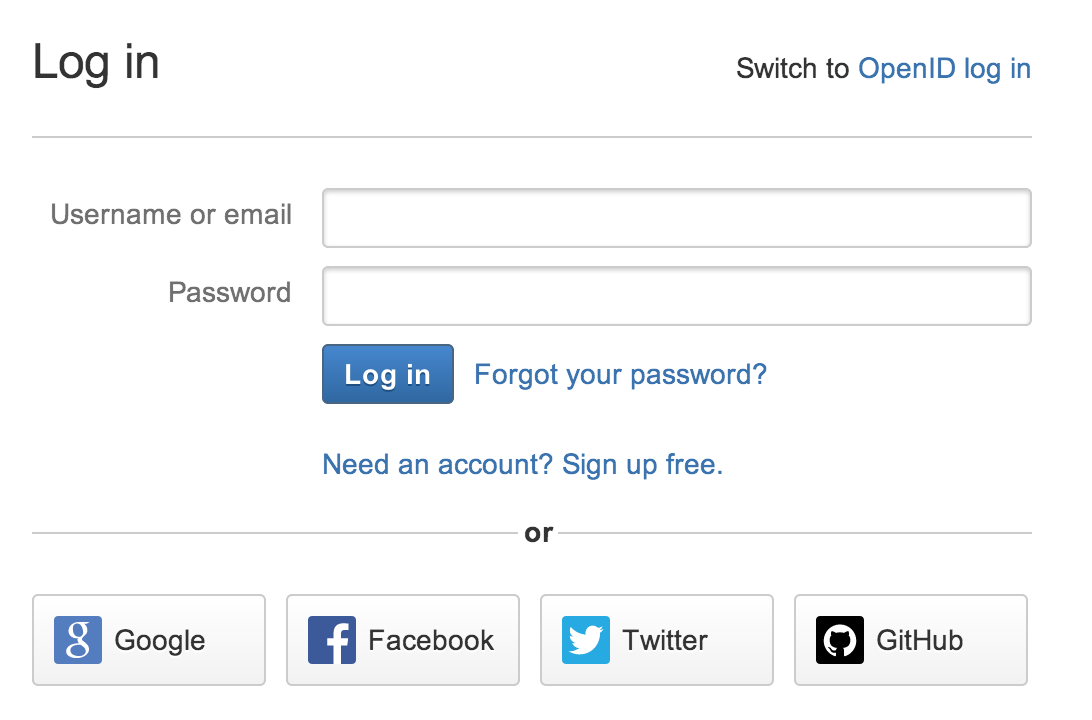 Log in
Switch to OpenID log in
Username or email
Password
Log in Forgot your password?
Need an account? Sign up free.
or
Google Facebook Twitter GitHub